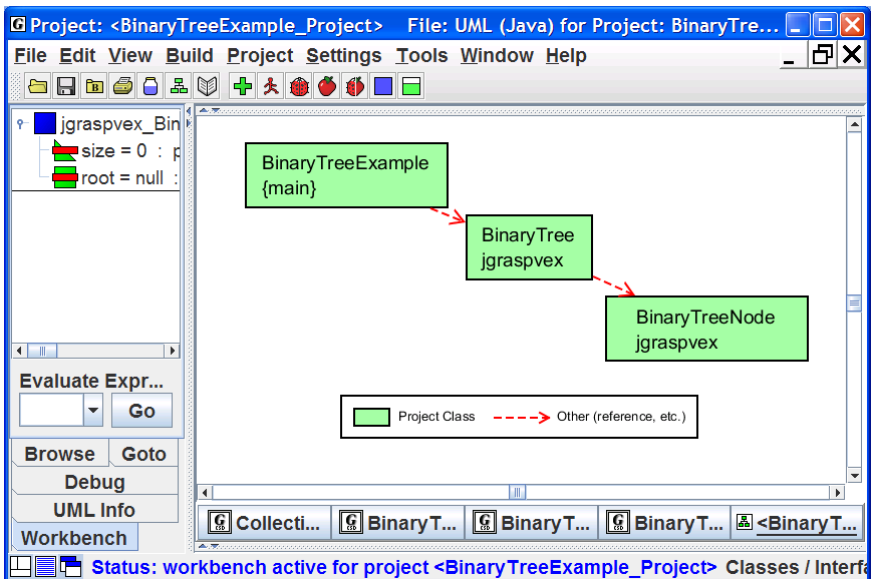 Project: <BinaryTreeExample_Project> File: UML (Java) for Project: BinaryTre...
File Edit View Build Project Settings Tools Window Help
jgraspvex_Bin
size = 0 : p
root = null :
BinaryTreeExample
{main}
BinaryTree
jgraspvex
BinaryTreeNode
jgraspvex
Project Class
Other (reference, etc.)
Evaluate Expr...
Go
Browse Goto
Debug
UML Info
Workbench
Collecti... BinaryT... BinaryT... BinaryT... <BinaryT...
Status: workbench active for project <BinaryTreeExample_Project> Classes / Interfa